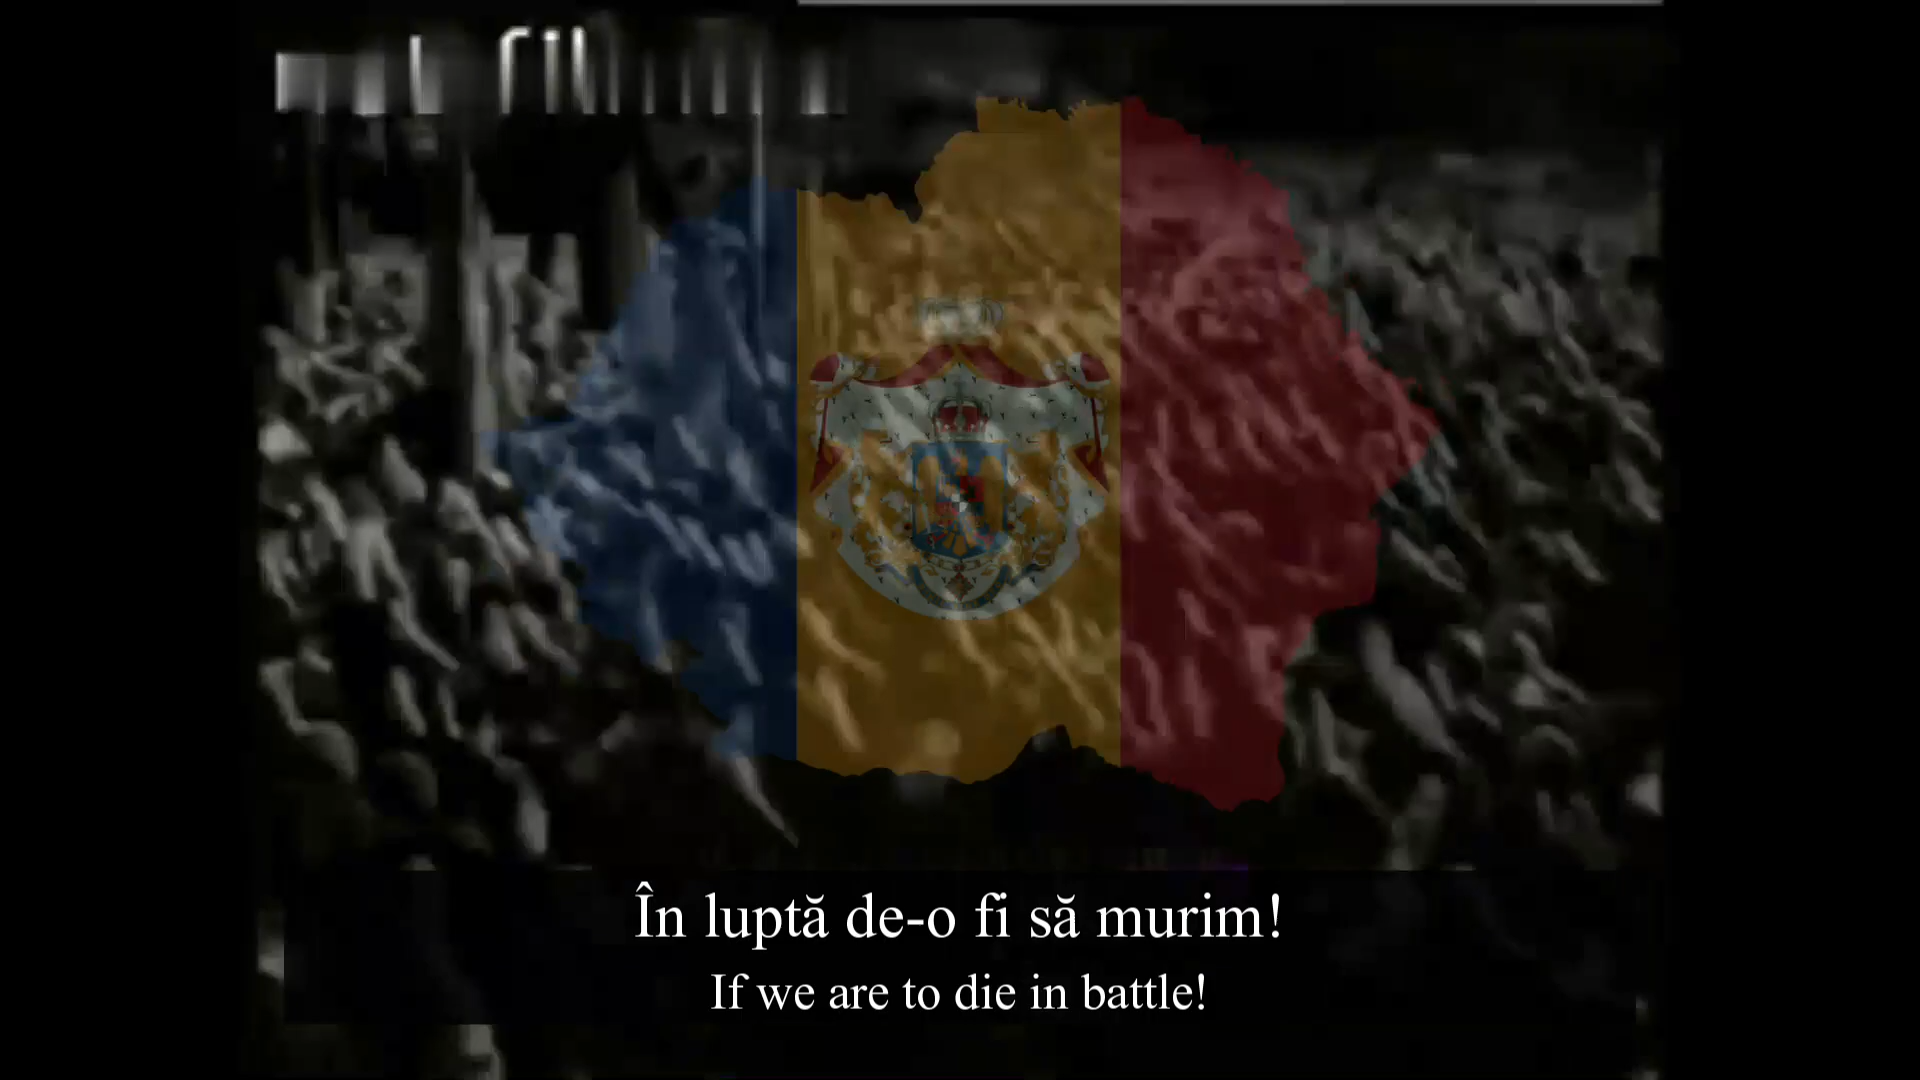 În luptă de-o fi să murim!
If we are to die in battle!